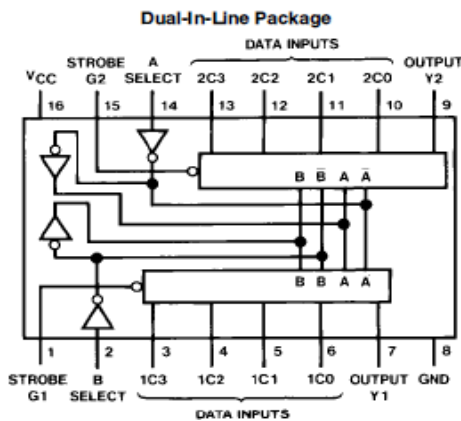 Dual-In-Line Package
DATA INPUTS
STROBE A OUTPUT
VCC G2 SELECT 2C3 2C2 2C1 2C0 Y2
16 15 14 13 12 11 10 9
B B̅ A A̅
B B̅ A A̅
1 2 3 4 5 6 7 8
STROBE B 1C3 1C2 1C1 1C0 OUTPUT GND
G1 SELECT Y1
DATA INPUTS